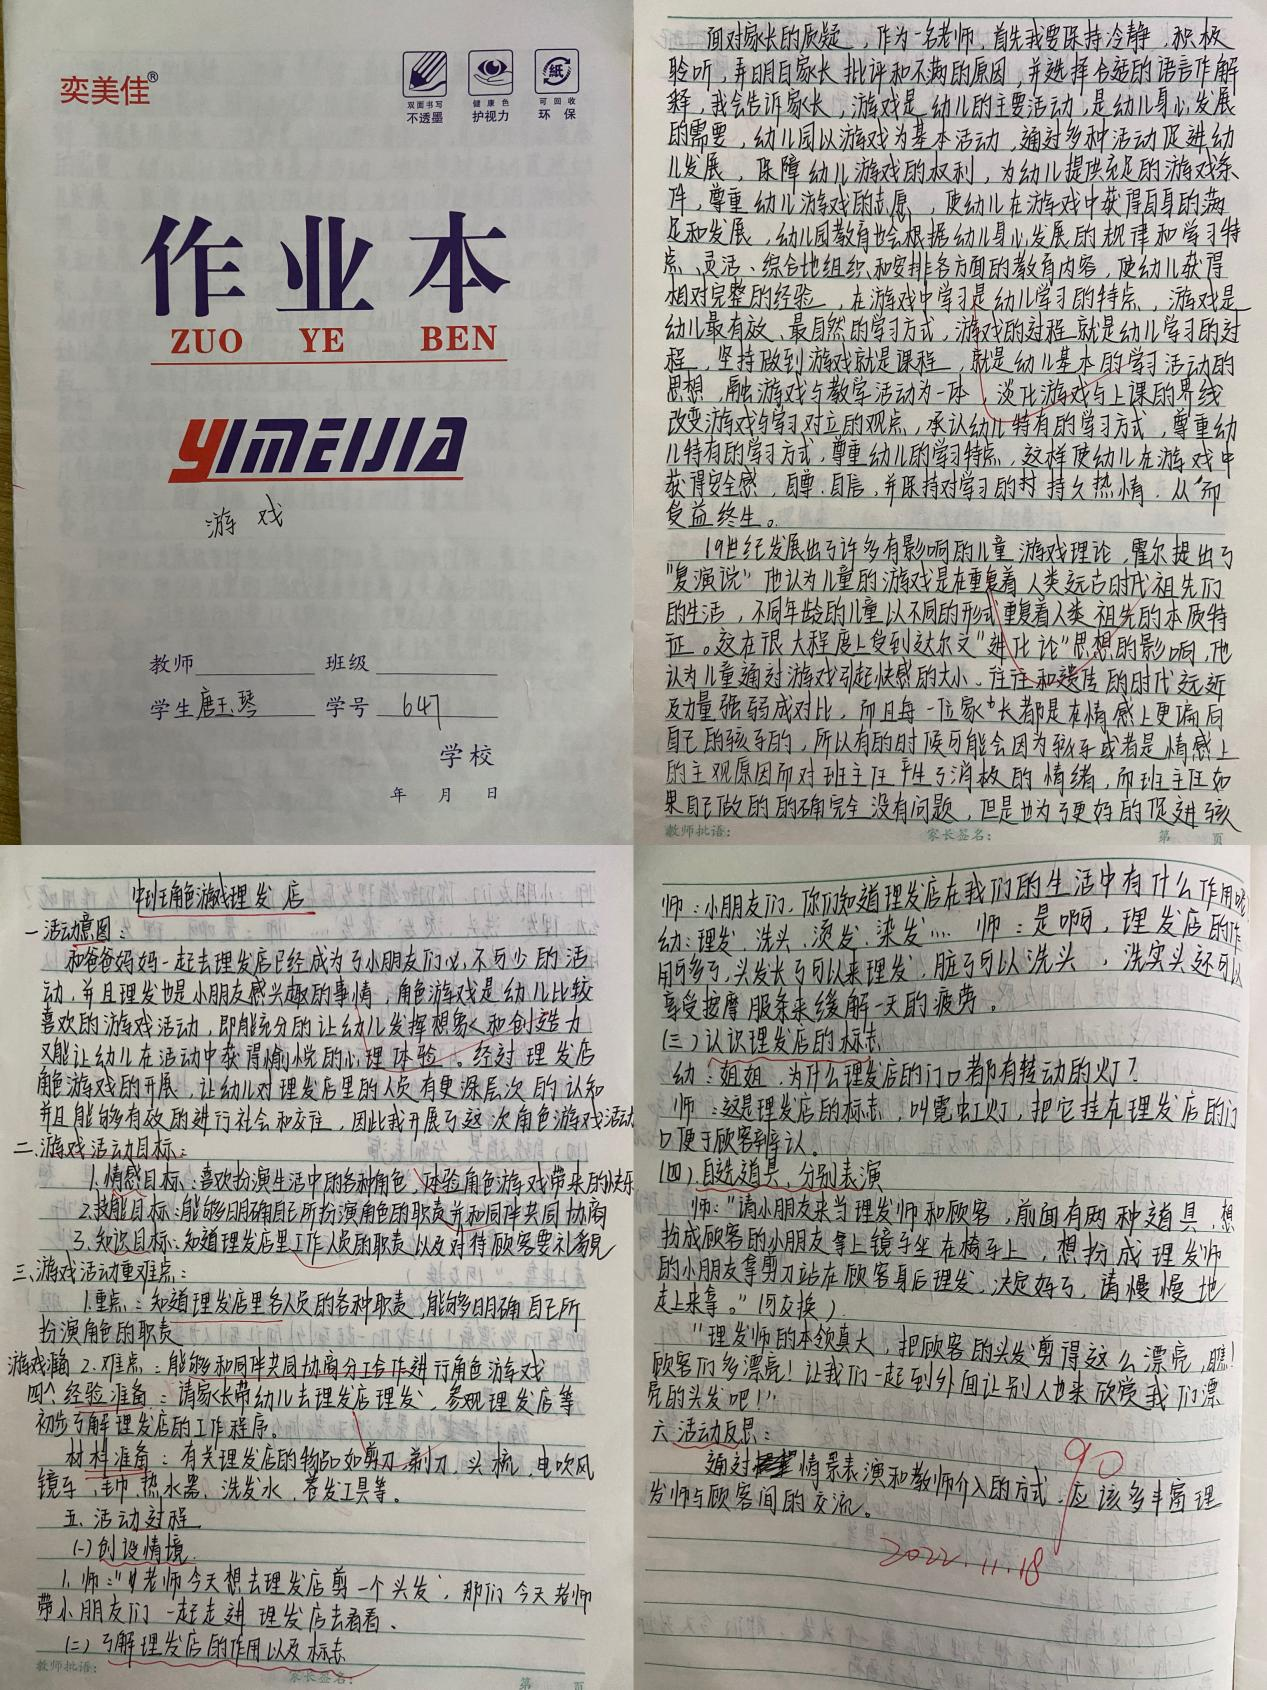 奕美佳®
双面书写
不透墨
健康色
护视力
紙
可回收
环保
作业本
ZUO YE BEN
YIMEIJIA
游戏
教师 班级
学生 唐玉琴 学号 647
学校
年 月 日
面对家长的质疑，作为一名老师，首先我要保持冷静，积极
聆听，弄明白家长批评和不满的原因，并选择合适的语言作解
释，我会告诉家长，游戏是幼儿的主要活动，是幼儿身心发展
的需要，幼儿园以游戏为基本活动，通过多种活动促进幼
儿发展，保障幼儿游戏的权利，为幼儿提供充足的游戏条
件，尊重幼儿游戏的志愿，使幼儿在游戏中获得自身的满
足和发展，幼儿园教育也会根据幼儿身心发展的规律和学习特
点、灵活、综合地组织和安排各方面的教育内容，使幼儿获得
相对完整的经验，在游戏中学习是幼儿学习的特点，游戏是
幼儿最有效、最自然的学习方式，游戏的过程就是幼儿学习的过
程，坚持做到游戏就是课程，就是幼儿基本的学习活动的
思想，融游戏与教学活动为一体，淡化游戏与上课的界线
改变游戏与学习对立的观点，承认幼儿特有的学习方式，尊重幼
儿特有的学习方式，尊重幼儿的学习特点，这样使幼儿在游戏中
获得安全感，自尊、自信，并保持对学习的持久热情，从而
受益终生。
19世纪发展出了许多有影响的儿童游戏理论，霍尔提出了
“复演说”他认为儿童的游戏是在重复着人类远古时代祖先们
的生活，不同年龄的儿童以不同的形式重复着人类祖先的本质特
征。这在很大程度上受到达尔文“进化论”思想的影响，他
认为儿童通过游戏引起快感的大小，往往和遗传的时代远近
及力量强弱成对比，而且每一位家长都是在情感上更偏向
自己的孩子的，所以有的时候可能会因为孩子或者是情感上
的主观原因而对班主任产生了消极的情绪，而班主任如
果自己做的的确完全没有问题，但是也为了更好的促进孩
教师批语： 家长签名： 第 页
中班角色游戏理发店
一活动意图：
和爸爸妈妈一起去理发店已经成为了小朋友们必不可少的活
动，并且理发也是小朋友感兴趣的事情，角色游戏是幼儿比较
喜欢的游戏活动，即能充分的让幼儿发挥想象和创造力
又能让幼儿在活动中获得愉悦的心理体验。经过理发店
角色游戏的开展，让幼儿对理发店里的人员有更深层次的认知
并且能够有效的进行社会和交往，因此我开展了这次角色游戏活动
二、游戏活动目标：
1.情感目标：喜欢扮演生活中的各种角色，体验角色游戏带来的快乐
2.技能目标：能够明确自己所扮演角色的职责并和同伴共同协商
3.知识目标：知道理发店里工作人员的职责以及对待顾客要礼貌
三、游戏活动重难点：
1.重点：知道理发店里各人员的各种职责，能够明确自己所
扮演角色的职责
2.难点：能够和同伴共同协商分工合作进行角色游戏
游戏准备
四、经验准备：请家长带幼儿去理发店理发，参观理发店等
初步了解理发店的工作程序。
材料准备：有关理发店的物品如剪刀、剃刀、头梳、电吹风
镜子、毛巾、热水器、洗发水、卷发工具等。
五、活动过程
(一)创设情境
1.师：“老师今天想去理发店剪一个头发，那们今天老师
带小朋友们一起走进理发店去看看。
(二)了解理发店的作用以及标志
教师批语： 家长签名： 第 页
师：小朋友们，你们知道理发店在我们的生活中有什么作用呢
幼：理发、洗头、烫发、染发… 师：是啊，理发店的作
用可多了，头发长了可以来理发，脏了可以洗头，洗实头还可以
享受按摩服务来缓解一天的疲劳。
(三)认识理发店的标志
幼：姐姐，为什么理发店的门口都有转动的灯？
师：这是理发店的标志，叫霓虹灯，把它挂在理发店的门
口便于顾客辨认。
(四)自选道具，分别表演
师：“请小朋友来当理发师和顾客，前面有两种道具，想
扮成顾客的小朋友拿上镜子坐在椅子上，想扮成理发师
的小朋友拿剪刀站在顾客身后理发，决定好了，请慢慢地
走上来拿。”(可交换)
“理发师的本领真大，把顾客的头发剪得这么漂亮，瞧！
顾客们多漂亮！让我们一起到外面让别人也来欣赏我们漂
亮的头发吧！”
六 活动反思：
通过情景表演和教师介入的方式，应该多丰富理
发师与顾客间的交流。
90
2022.11.18